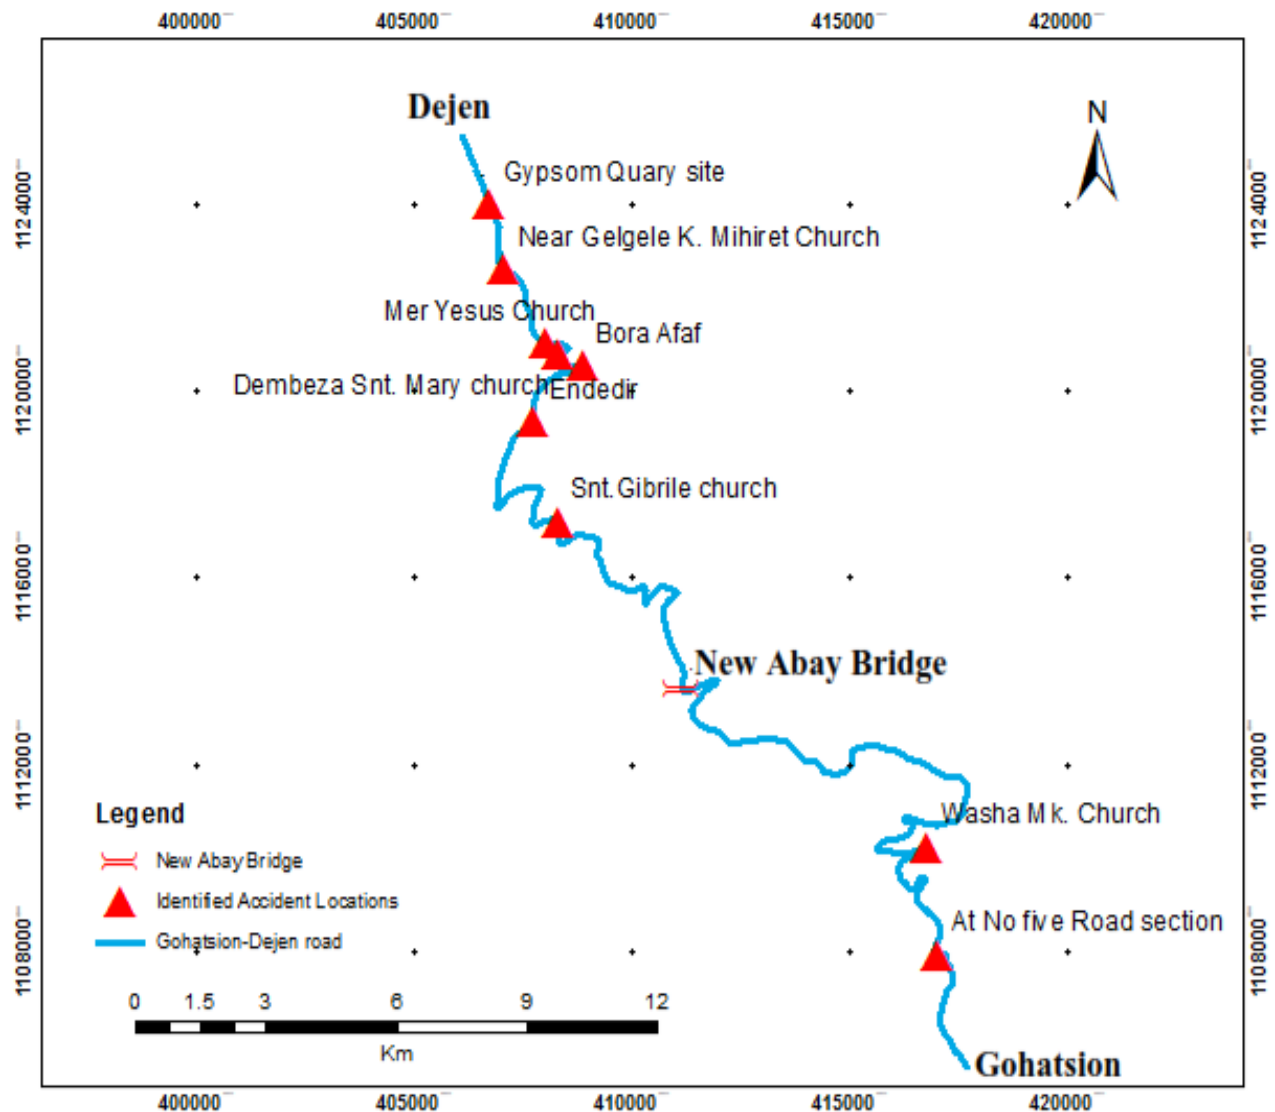 400000 405000 410000 415000 420000
Dejen
N
Gypsom Quary site
1124000 1124000
Near Gelgele K. Mihiret Church
Mer Yesus Church
Bora Afaf
Dembeza Snt. Mary church
Endedir
1120000 1120000
Snt.Gibrile church
1116000 1116000
New Abay Bridge
1112000 1112000
Washa Mk. Church
Legend
New Abay Bridge
Identified Accident Locations
Gohatsion-Dejen road
At No five Road section
1108000 1108000
0 1.5 3 6 9 12
Km
Gohatsion
400000 405000 410000 415000 420000